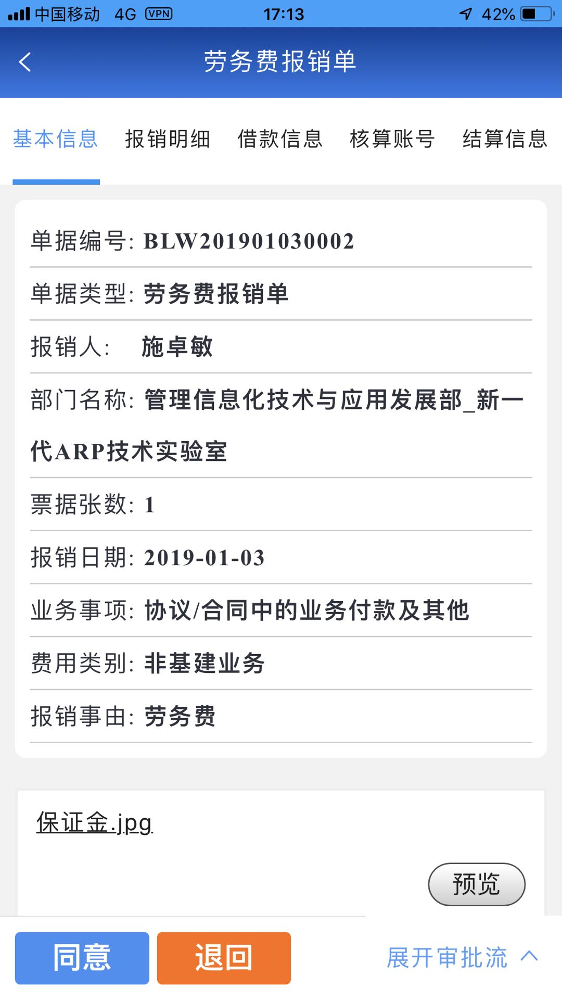 中国移动 4G VPN 17:13 42%
劳务费报销单
基本信息 报销明细 借款信息 核算账号 结算信息
单据编号: BLW201901030002
单据类型: 劳务费报销单
报销人: 施卓敏
部门名称: 管理信息化技术与应用发展部_新一
代ARP技术实验室
票据张数: 1
报销日期: 2019-01-03
业务事项: 协议/合同中的业务付款及其他
费用类别: 非基建业务
报销事由: 劳务费
保证金.jpg
预览
同意 退回 展开审批流